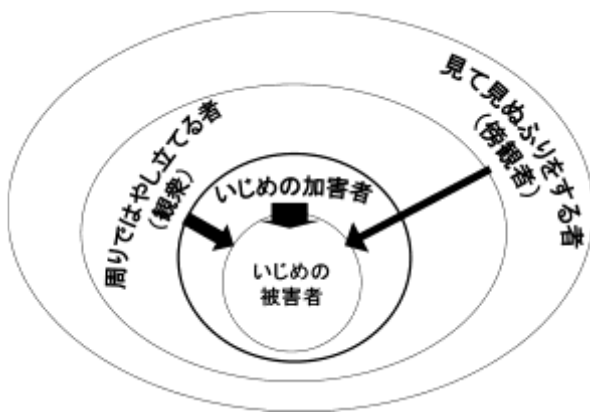 見て見ぬふりをする者
（傍観者）
周りではやし立てる者
（観衆）
いじめの加害者
いじめの
被害者